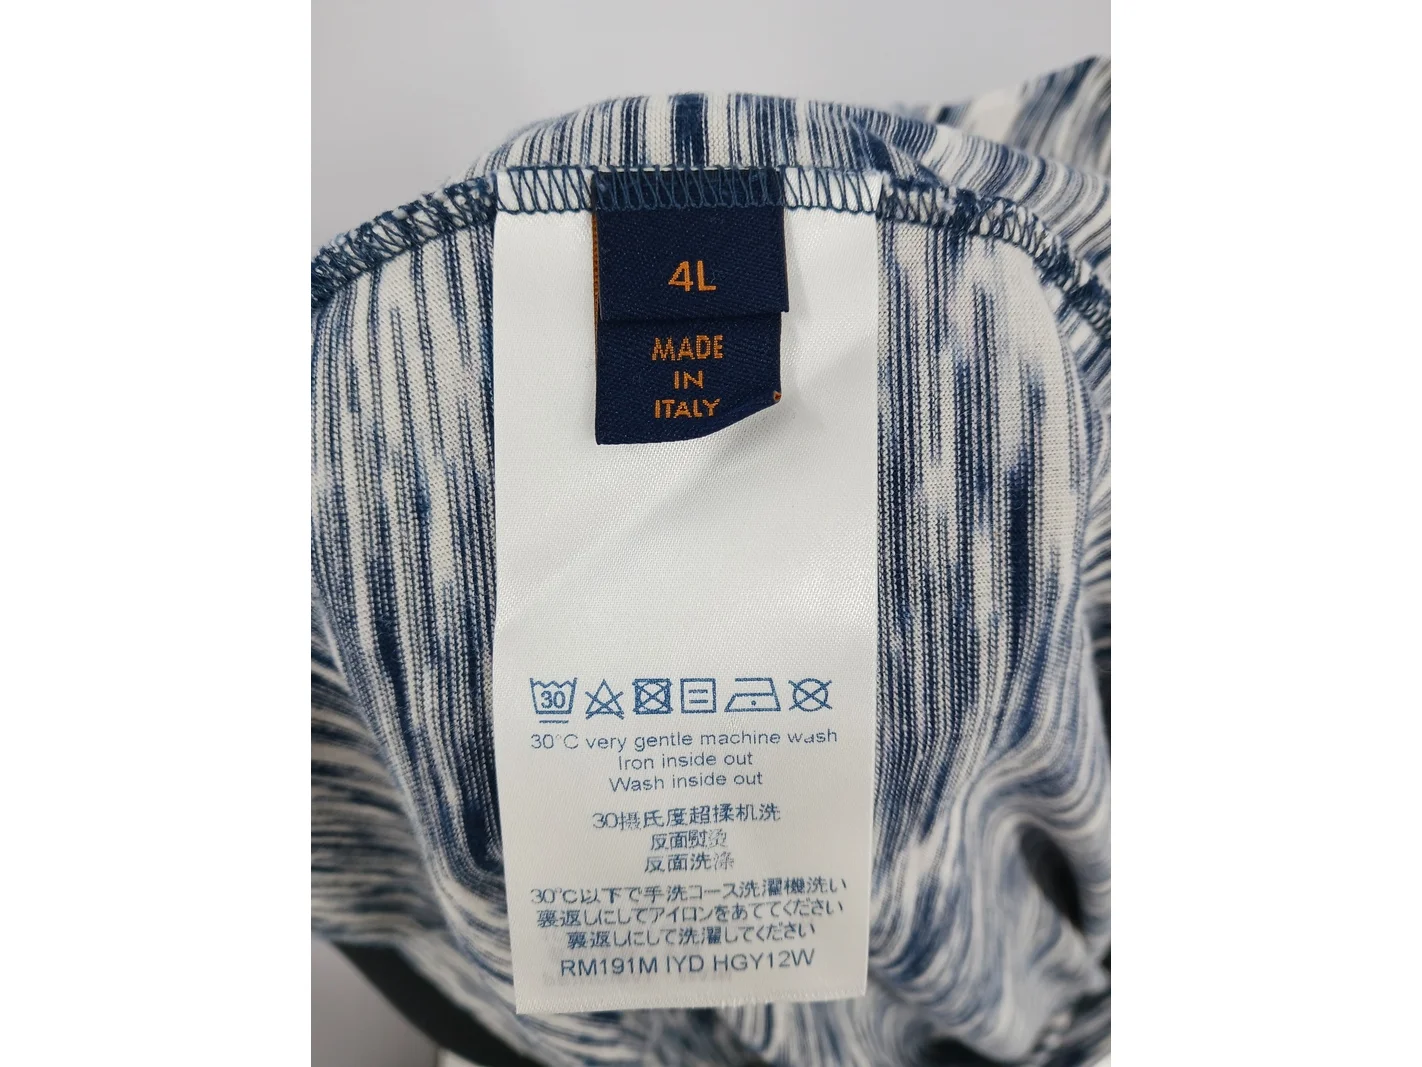 4L
MADE
IN
ITALY
30
30°C very gentle machine wash
Iron inside out
Wash inside out
30摄氏度超揉机洗
反面熨烫
反面洗涤
30°C以下で手洗コース洗濯機洗い
裏返しにしてアイロンをあててください
裏返しにして洗濯してください
RM191M IYD HGY12W